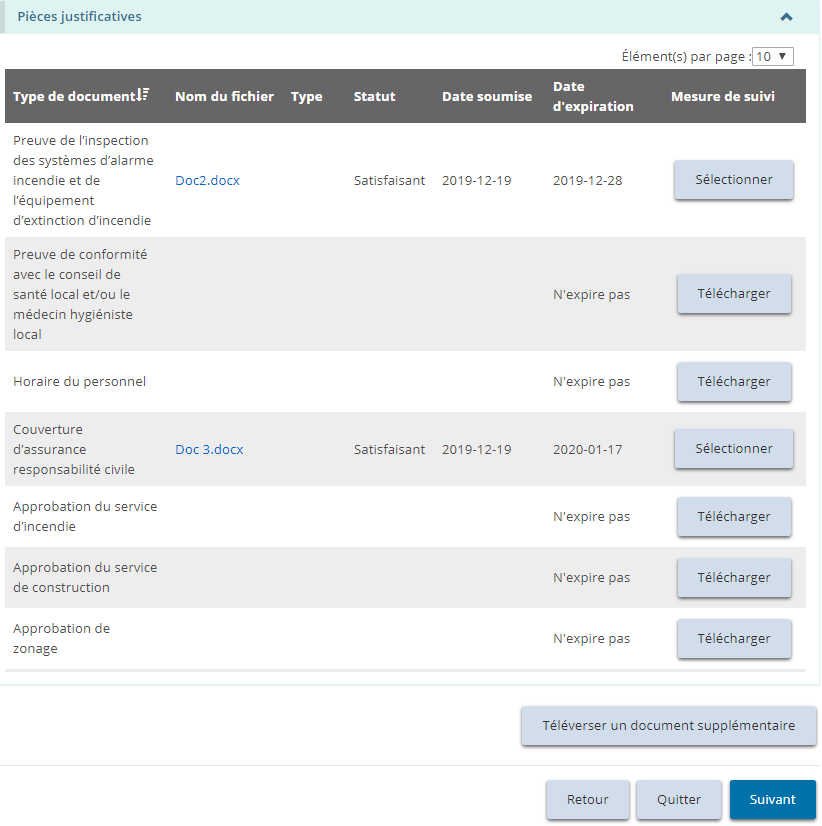 Pièces justificatives
Élément(s) par page : 10
Type de document Nom du fichier Type Statut Date soumise Date d'expiration Mesure de suivi
Preuve de l’inspection
des systèmes d’alarme
incendie et de
l’équipement
d’extinction d’incendie
Doc2.docx Satisfaisant 2019-12-19 2019-12-28 Sélectionner
Preuve de conformité
avec le conseil de
santé local et/ou le
médecin hygiéniste
local
N'expire pas Télécharger
Horaire du personnel N'expire pas Télécharger
Couverture
d’assurance
responsabilité civile
Doc 3.docx Satisfaisant 2019-12-19 2020-01-17 Sélectionner
Approbation du service
d’incendie
N'expire pas Télécharger
Approbation du service
de construction
N'expire pas Télécharger
Approbation de
zonage
N'expire pas Télécharger
Téléverser un document supplémentaire
Retour Quitter Suivant